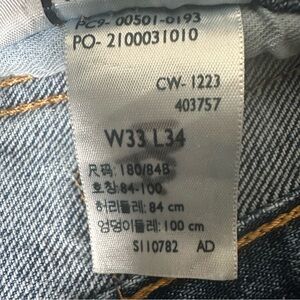 PC9-00501-0193
PO- 2100031010
CW- 1223
403757
W33 L34
尺码: 180/84B
호칭: 84-100
허리둘레: 84 cm
엉덩이둘레: 100 cm
S110782 AD